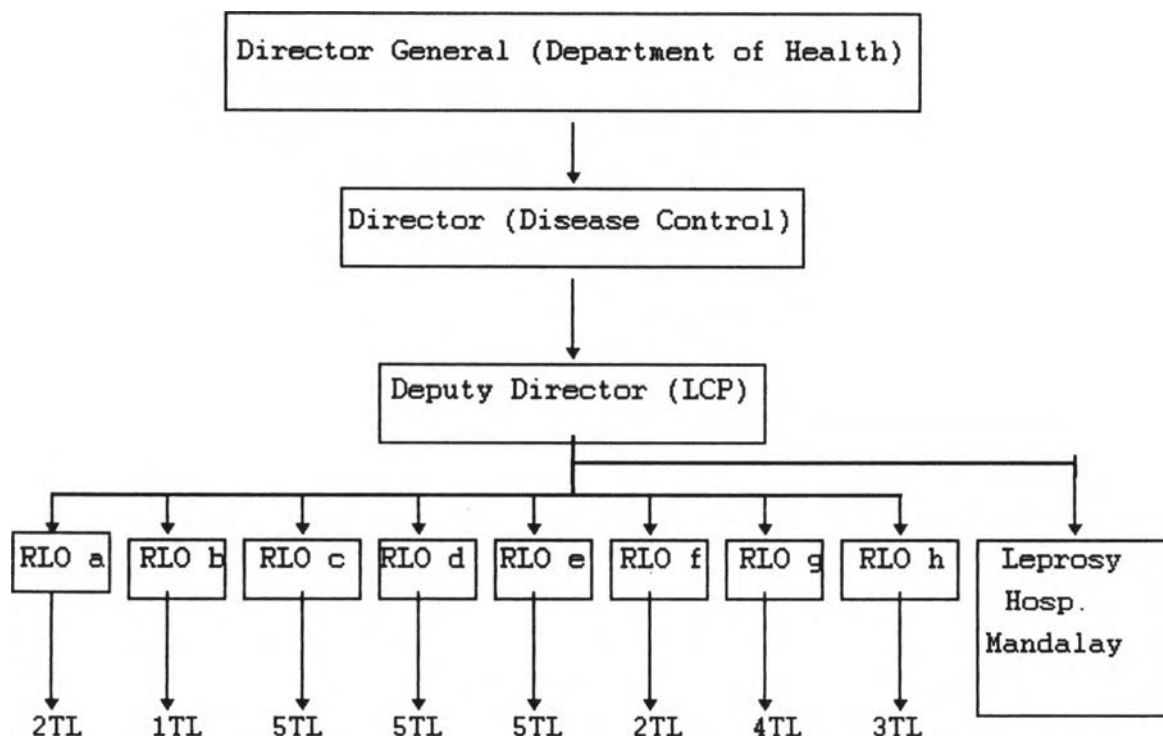 Director General (Department of Health)
Director (Disease Control)
Deputy Director (LCP)
RLO a
RLO b
RLO c
RLO d
RLO e
RLO f
RLO g
RLO h
Leprosy
Hosp.
Mandalay
2TL
1TL
5TL
5TL
5TL
2TL
4TL
3TL